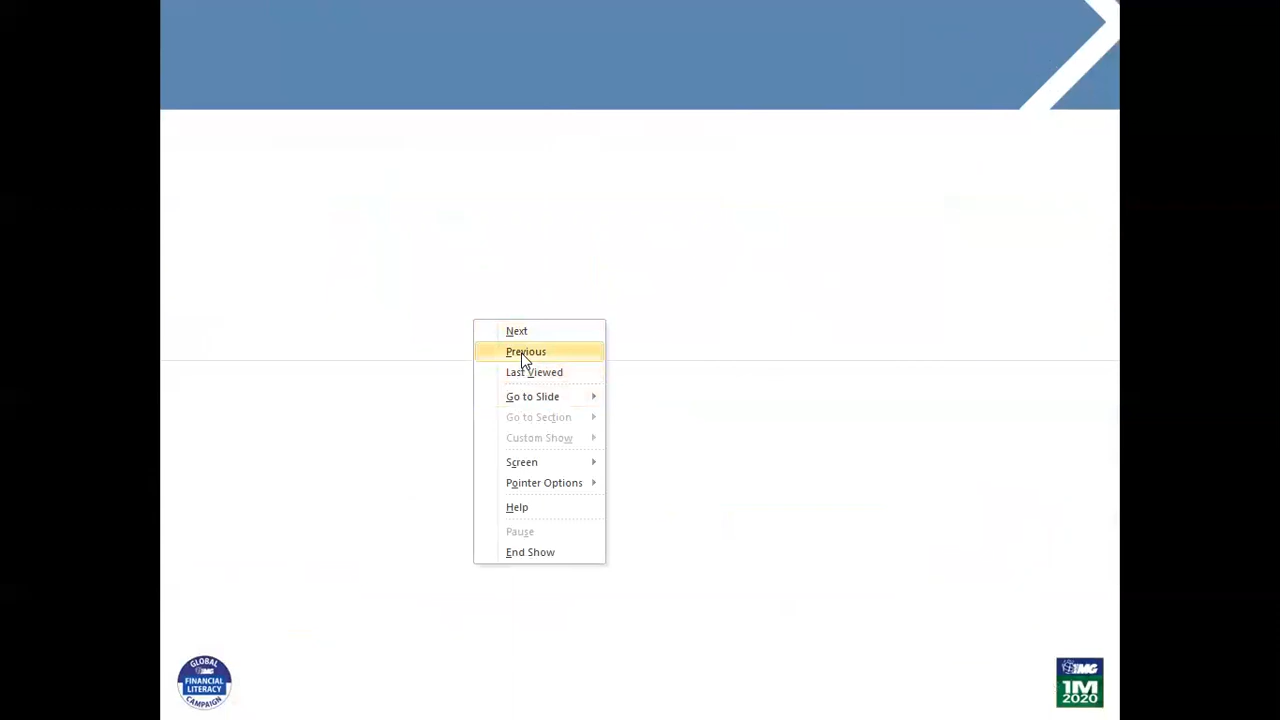 Next
Previous
Last Viewed
Go to Slide
Go to Section
Custom Show
Screen
Pointer Options
Help
Pause
End Show
GLOBAL
IMG
FINANCIAL
LITERACY
CAMPAIGN
IMG
1M
2020